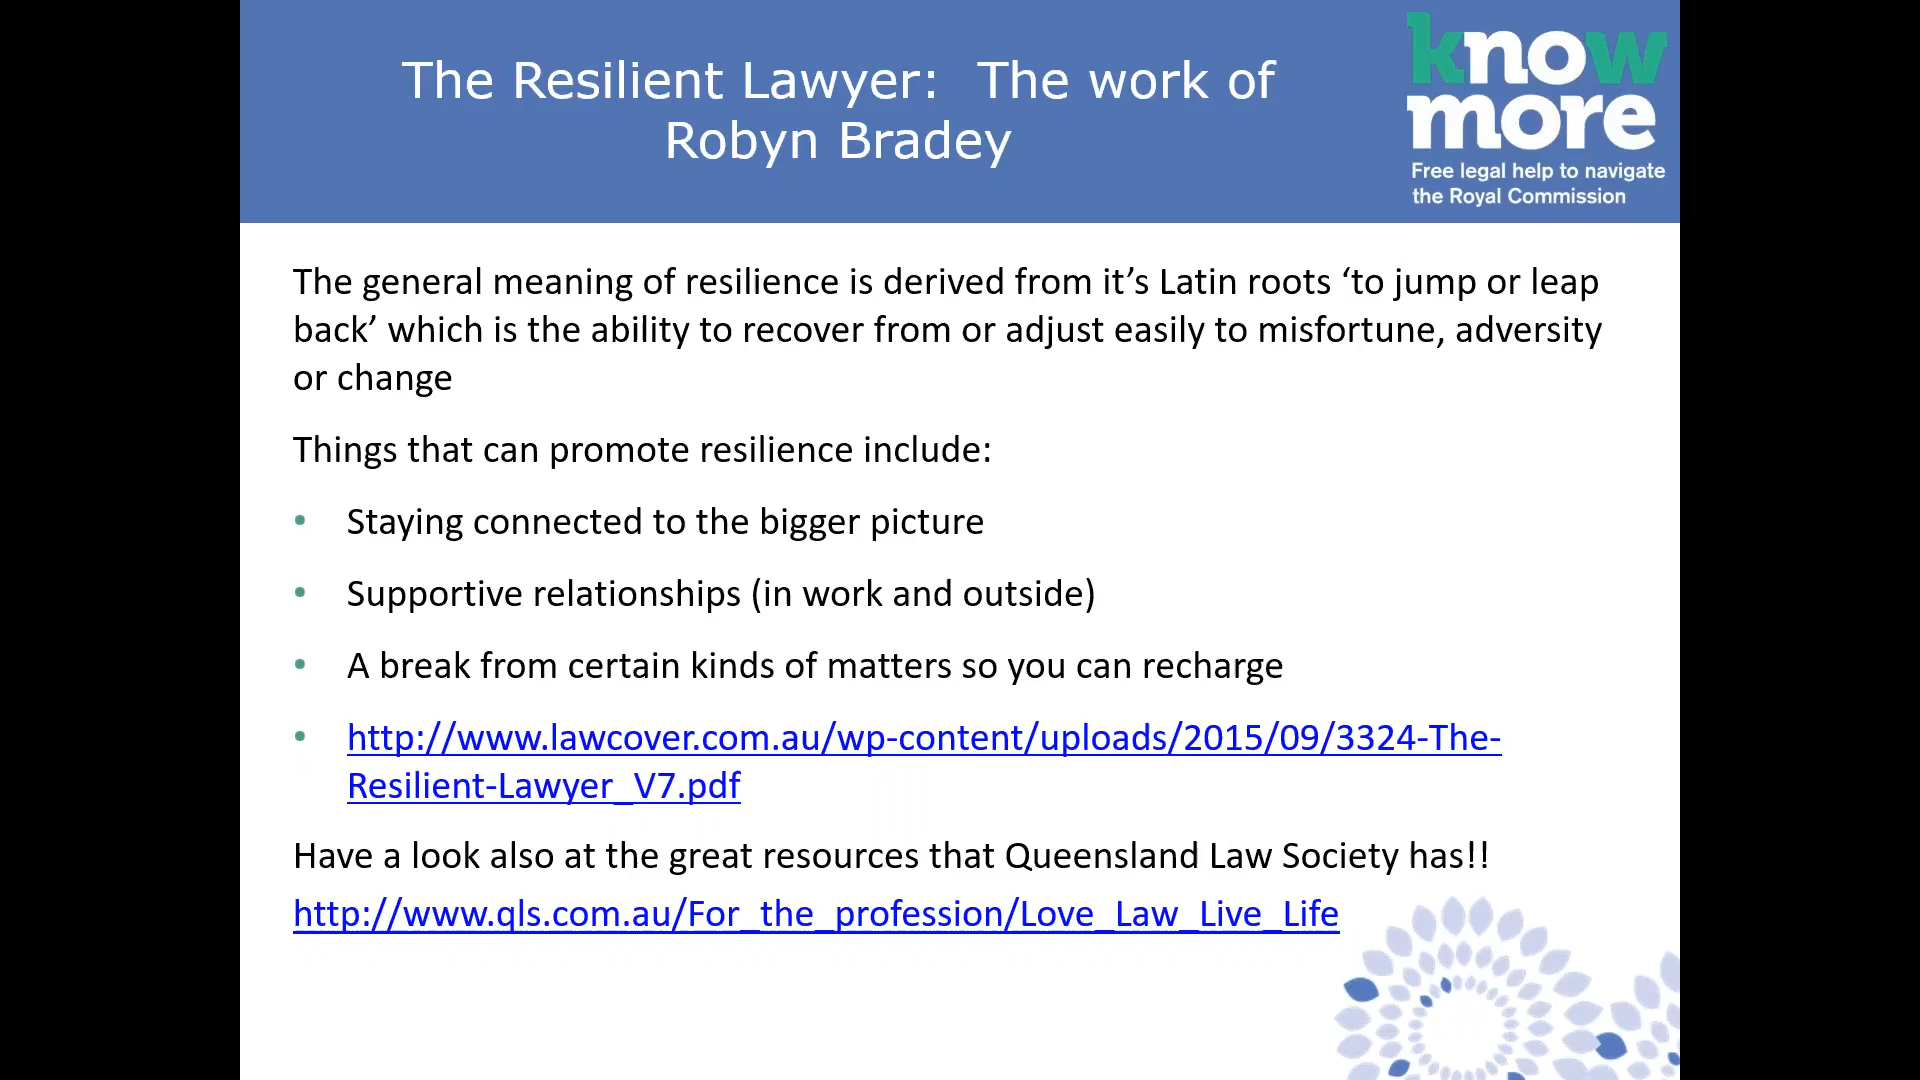 The Resilient Lawyer:  The work of
Robyn Bradey
know
more
Free legal help to navigate
the Royal Commission
The general meaning of resilience is derived from it’s Latin roots ‘to jump or leap
back’ which is the ability to recover from or adjust easily to misfortune, adversity
or change
Things that can promote resilience include:
• Staying connected to the bigger picture
• Supportive relationships (in work and outside)
• A break from certain kinds of matters so you can recharge
• http://www.lawcover.com.au/wp-content/uploads/2015/09/3324-The-
Resilient-Lawyer_V7.pdf
Have a look also at the great resources that Queensland Law Society has!!
http://www.qls.com.au/For_the_profession/Love_Law_Live_Life